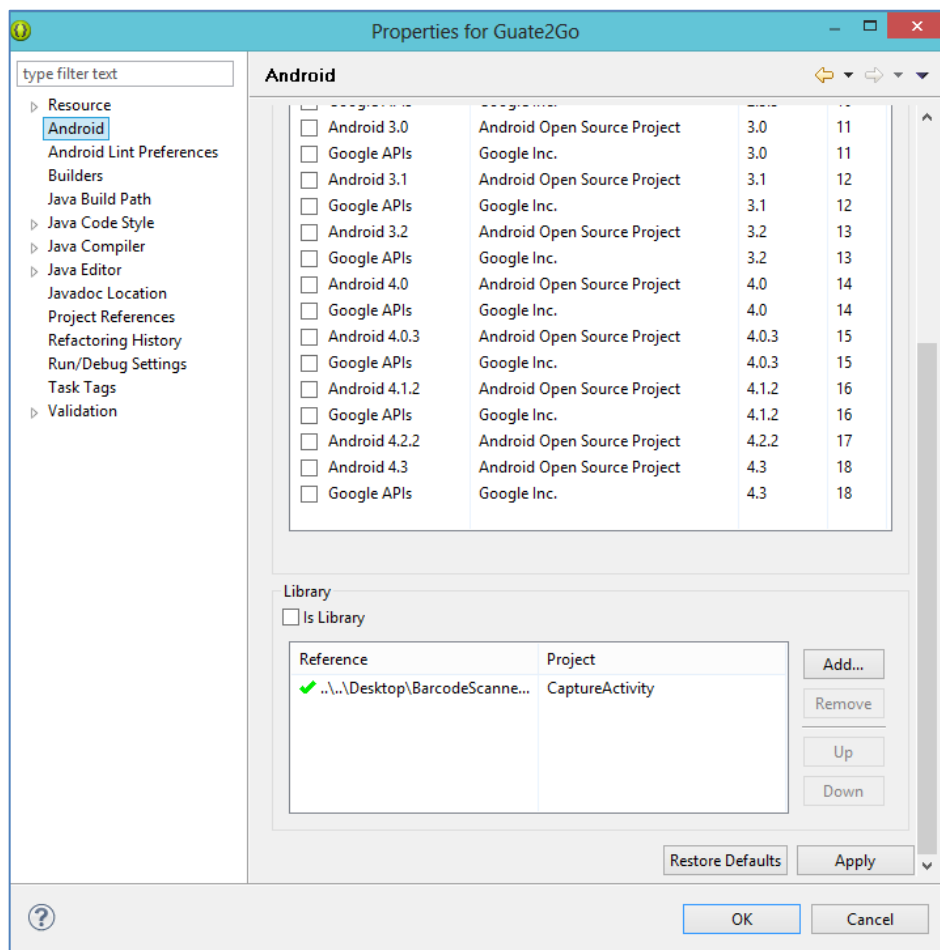 Properties for Guate2Go
type filter text
Resource
Android
Android Lint Preferences
Builders
Java Build Path
Java Code Style
Java Compiler
Java Editor
Javadoc Location
Project References
Refactoring History
Run/Debug Settings
Task Tags
Validation
Android
Android 3.0 Android Open Source Project 3.0 11
Google APIs Google Inc. 3.0 11
Android 3.1 Android Open Source Project 3.1 12
Google APIs Google Inc. 3.1 12
Android 3.2 Android Open Source Project 3.2 13
Google APIs Google Inc. 3.2 13
Android 4.0 Android Open Source Project 4.0 14
Google APIs Google Inc. 4.0 14
Android 4.0.3 Android Open Source Project 4.0.3 15
Google APIs Google Inc. 4.0.3 15
Android 4.1.2 Android Open Source Project 4.1.2 16
Google APIs Google Inc. 4.1.2 16
Android 4.2.2 Android Open Source Project 4.2.2 17
Android 4.3 Android Open Source Project 4.3 18
Google APIs Google Inc. 4.3 18
Library
Is Library
Reference Project
..\..\Desktop\BarcodeScanne... CaptureActivity
Add...
Remove
Up
Down
Restore Defaults Apply
OK Cancel